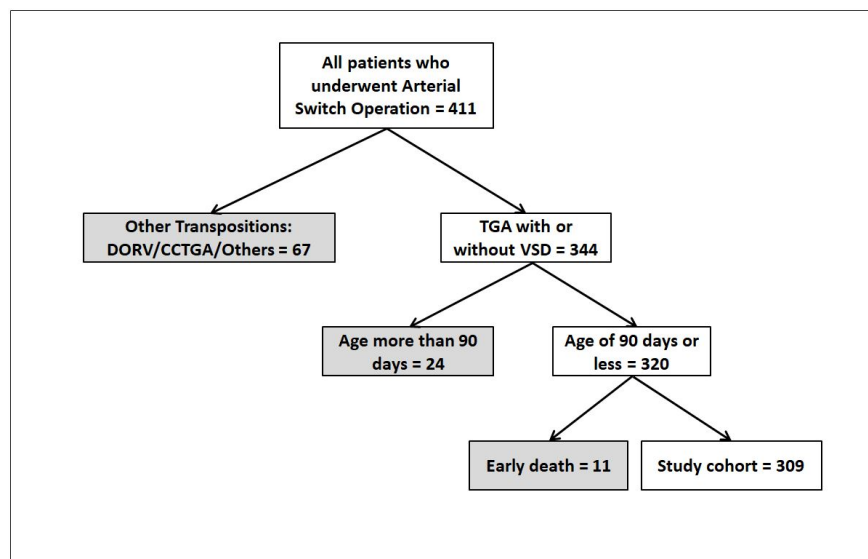 All patients who
underwent Arterial
Switch Operation = 411
Other Transpositions:
DORV/CCTGA/Others = 67
TGA with or
without VSD = 344
Age more than 90
days = 24
Age of 90 days or
less = 320
Early death = 11
Study cohort = 309